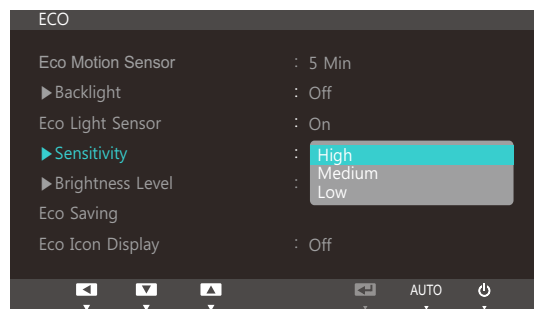 ECO
Eco Motion Sensor : 5 Min
▶Backlight : Off
Eco Light Sensor : On
▶Sensitivity : High
Medium
▶Brightness Level :
Low
Eco Saving
Eco Icon Display : Off
AUTO